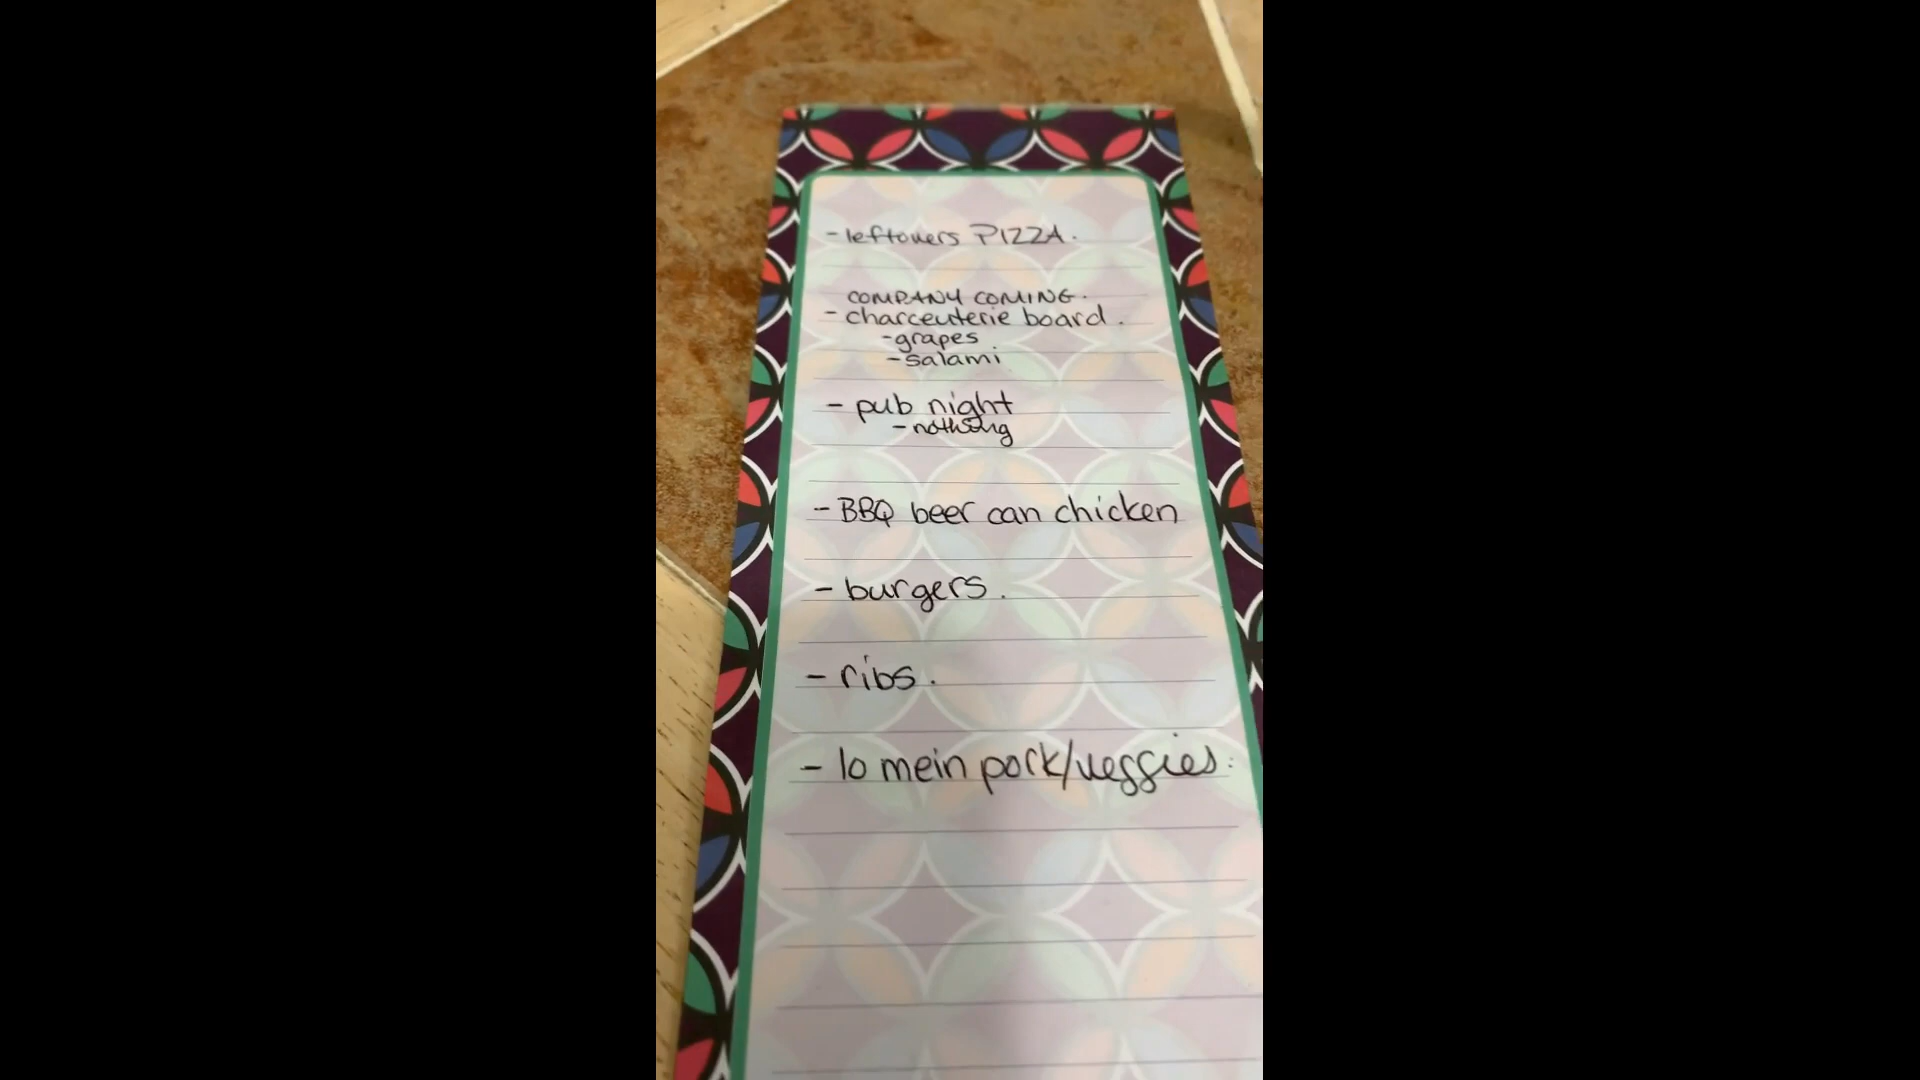 - leftovers PIZZA.
COMPANY COMING.
- charceuterie board.
- grapes
- salami
- pub night
- nothing
- BBQ beer can chicken
- burgers.
- ribs.
- lo mein pork/veggies.